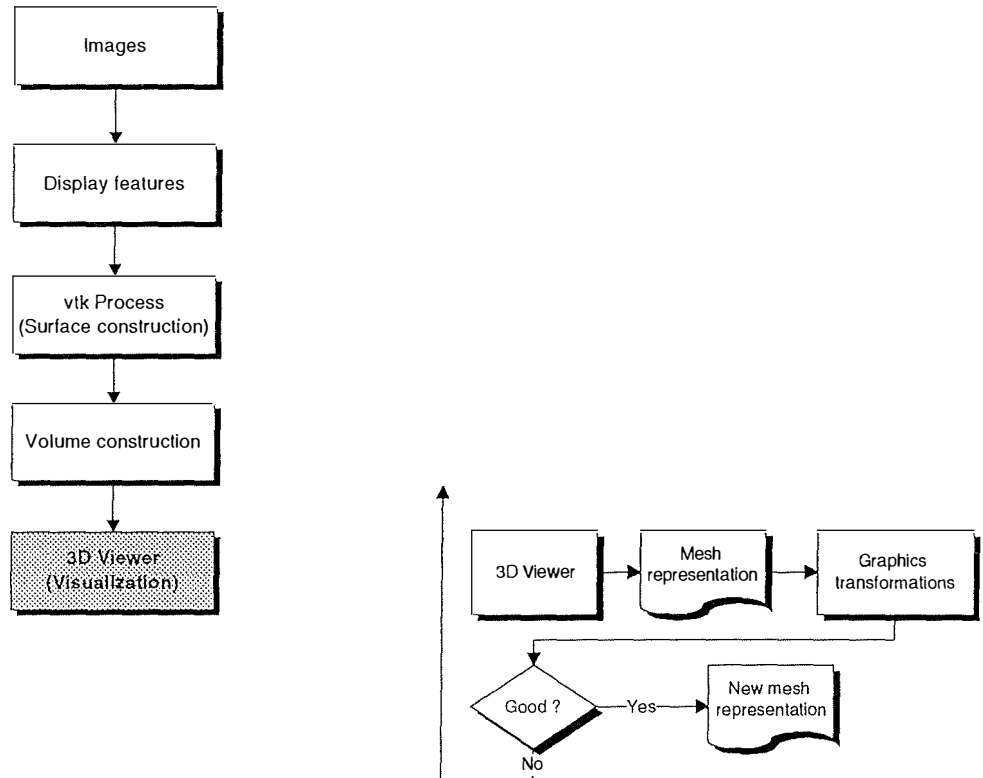 Images
Display features
vtk Process
(Surface construction)
Volume construction
3D Viewer
(Visualization)
3D Viewer
Mesh
representation
Graphics
transformations
Good ?
Yes
New mesh
representation
No